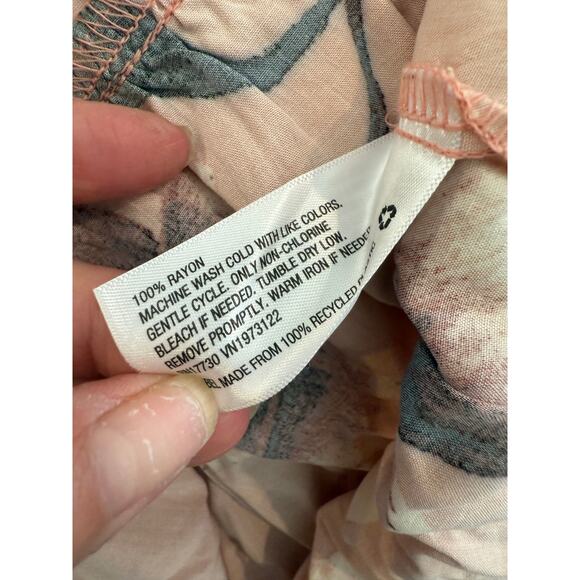 100% RAYON
MACHINE WASH COLD WITH LIKE COLORS.
GENTLE CYCLE. ONLY NON-CHLORINE
BLEACH IF NEEDED. TUMBLE DRY LOW.
REMOVE PROMPTLY. WARM IRON IF NEEDED.
VN1973122
MADE FROM 100% RECYCLED